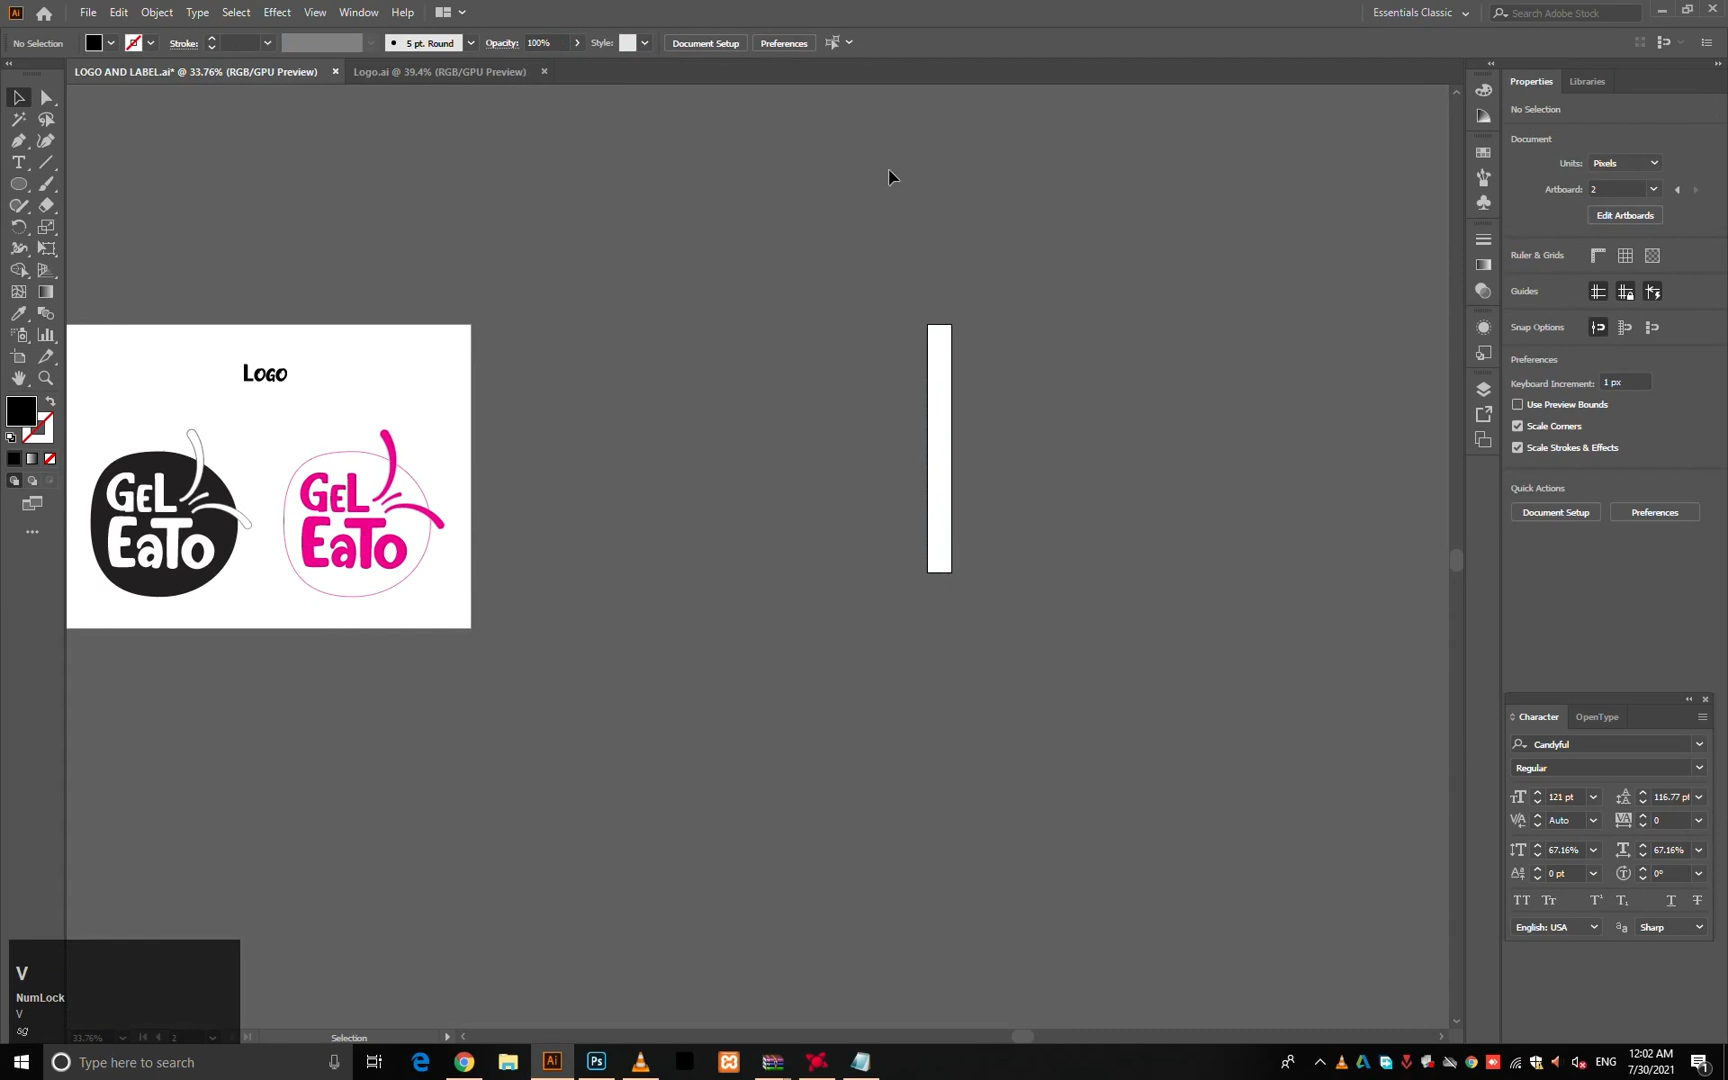 Ai File Edit Object Type Select Effect View Window Help Essentials Classic Search Adobe Stock
No Selection Stroke: 5 pt. Round Opacity: 100% Style: Document Setup Preferences
LOGO AND LABEL.ai* @ 33.76% (RGB/GPU Preview) × Logo.ai @ 39.4% (RGB/GPU Preview) ×
Properties Libraries
No Selection
Document
Units: Pixels
Artboard: 2
Edit Artboards
Ruler & Grids
Guides
Snap Options
Preferences
Keyboard Increment: 1 px
Use Preview Bounds
Scale Corners
Scale Strokes & Effects
Quick Actions
Document Setup Preferences
Logo
GeL
EaTo
GeL
EaTo
Character OpenType
Candyful
Regular
121 pt 116.77 pt
Auto 0
67.16% 67.16%
0 pt 0°
English: USA Sharp
V
NumLock
V
sg
33.76% 2 Selection
Type here to search
Ai Ps
ENG
12:02 AM
7/30/2021
1